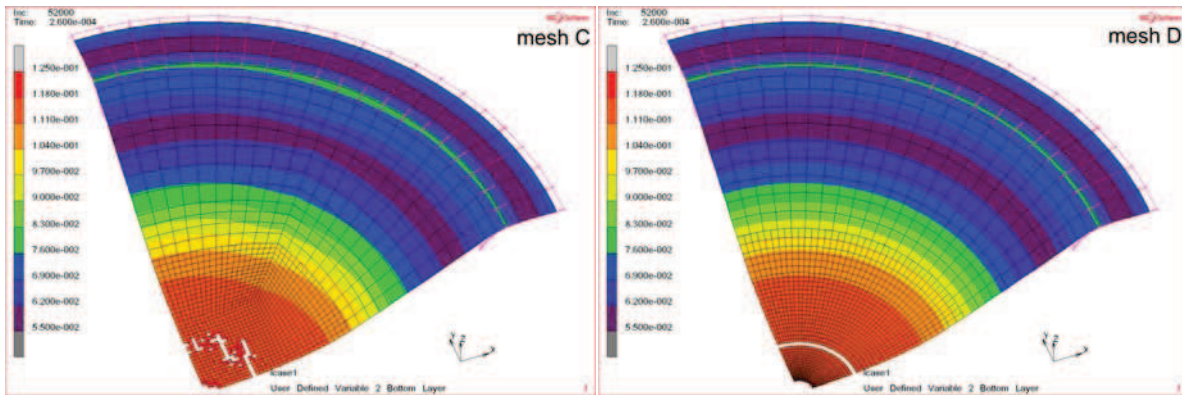 Inc: 52000
Time: 2.600e-004
mesh C
1.250e-001
1.180e-001
1.110e-001
1.040e-001
9.700e-002
9.000e-002
8.300e-002
7.600e-002
6.900e-002
6.200e-002
5.500e-002
Y Z X
lcase1
User Defined Variable 2 Bottom Layer
1
Inc: 52000
Time: 2.600e-004
mesh D
1.250e-001
1.180e-001
1.110e-001
1.040e-001
9.700e-002
9.000e-002
8.300e-002
7.600e-002
6.900e-002
6.200e-002
5.500e-002
Y Z X
lcase1
User Defined Variable 2 Bottom Layer
1